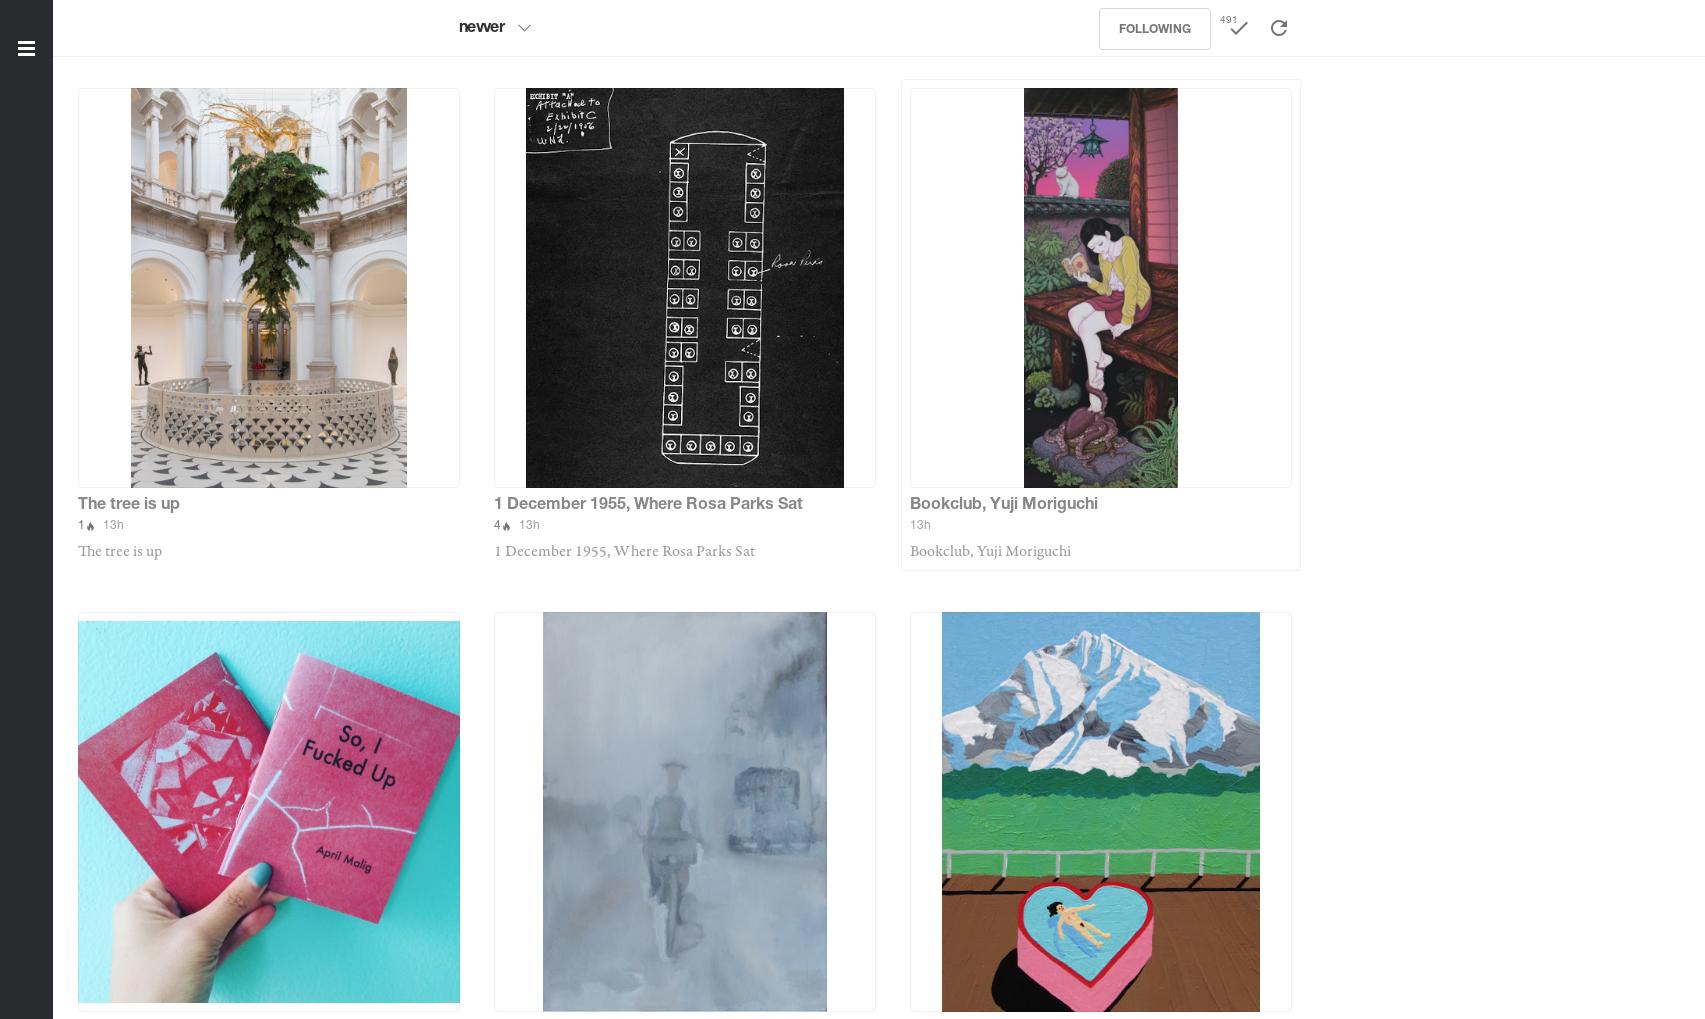 newer
FOLLOWING
491
EXHIBIT "A"
Attached to
Exhibit C
2/22/1956
Rosa Parks
The tree is up
1 13h
The tree is up
1 December 1955, Where Rosa Parks Sat
4 13h
1 December 1955, Where Rosa Parks Sat
Bookclub, Yuji Moriguchi
13h
Bookclub, Yuji Moriguchi
So, I
Fucked Up
April Malig